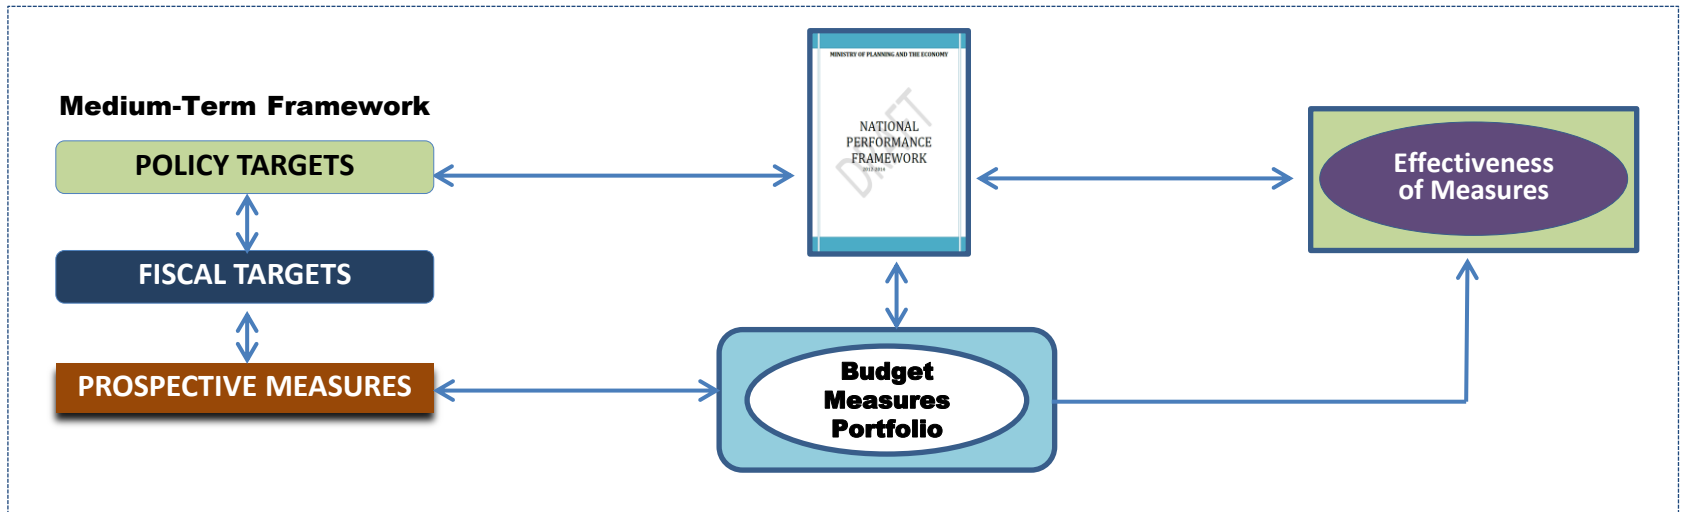 MINISTRY OF PLANNING AND THE ECONOMY
Medium-Term Framework
DRAFT
NATIONAL
PERFORMANCE
FRAMEWORK
POLICY TARGETS
Effectiveness
of Measures
FISCAL TARGETS
PROSPECTIVE MEASURES
Budget
Measures
Portfolio